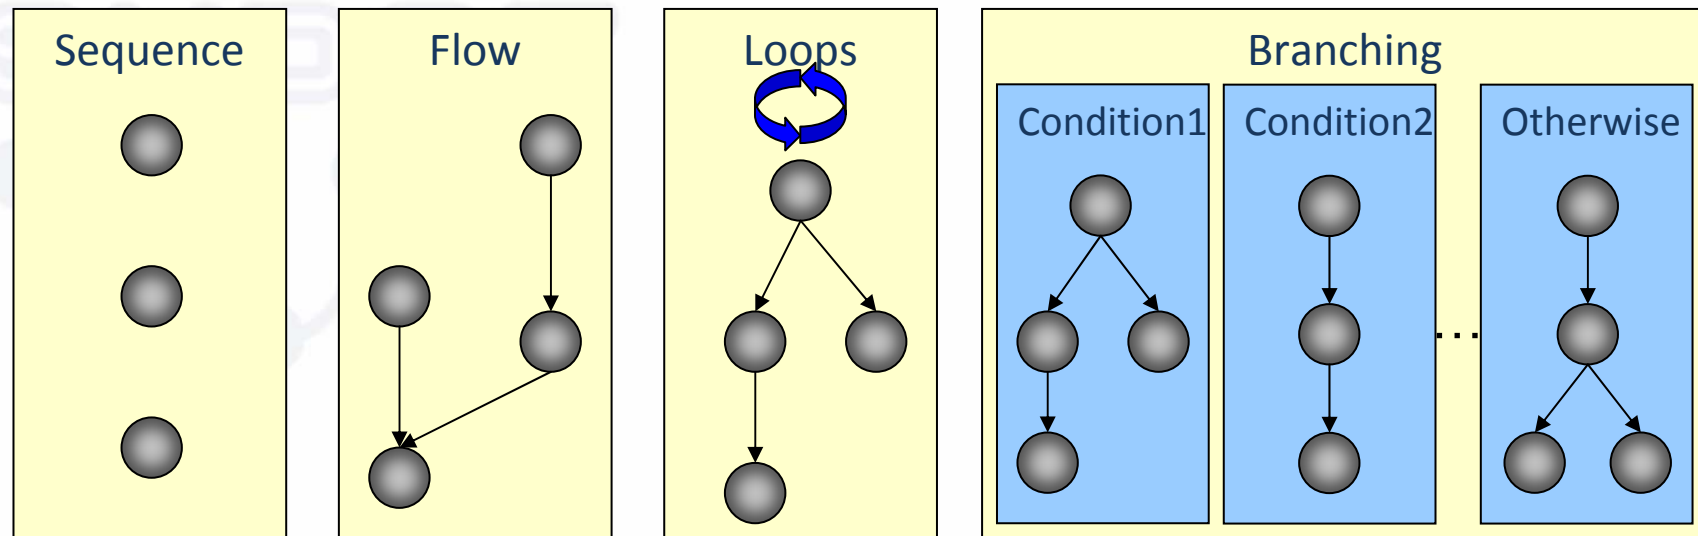 Sequence
Flow
Loops
Branching
Condition1
Condition2
...
Otherwise